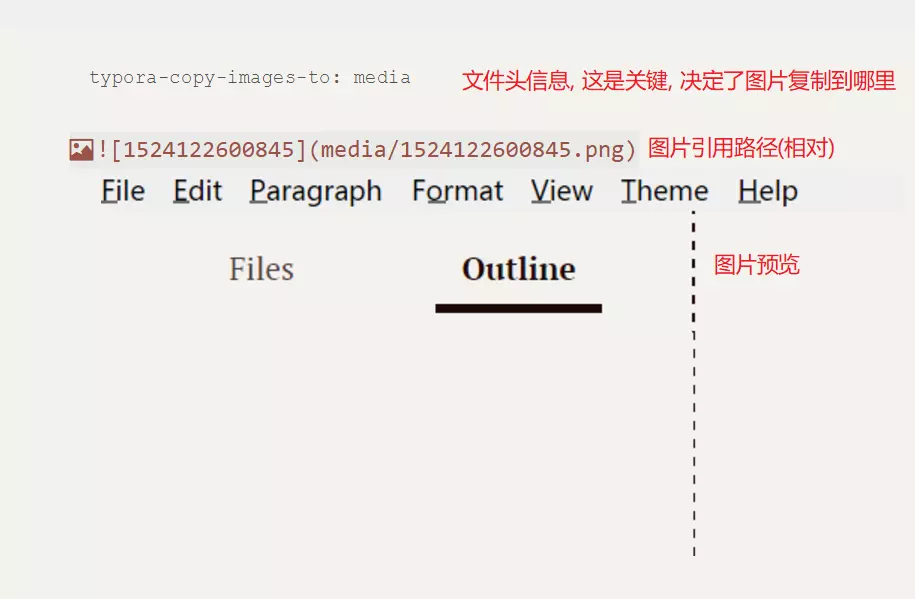 typora-copy-images-to: media 文件头信息, 这是关键, 决定了图片复制到哪里
![1524122600845](media/1524122600845.png) 图片引用路径(相对)
File Edit Paragraph Format View Theme Help
Files Outline 图片预览